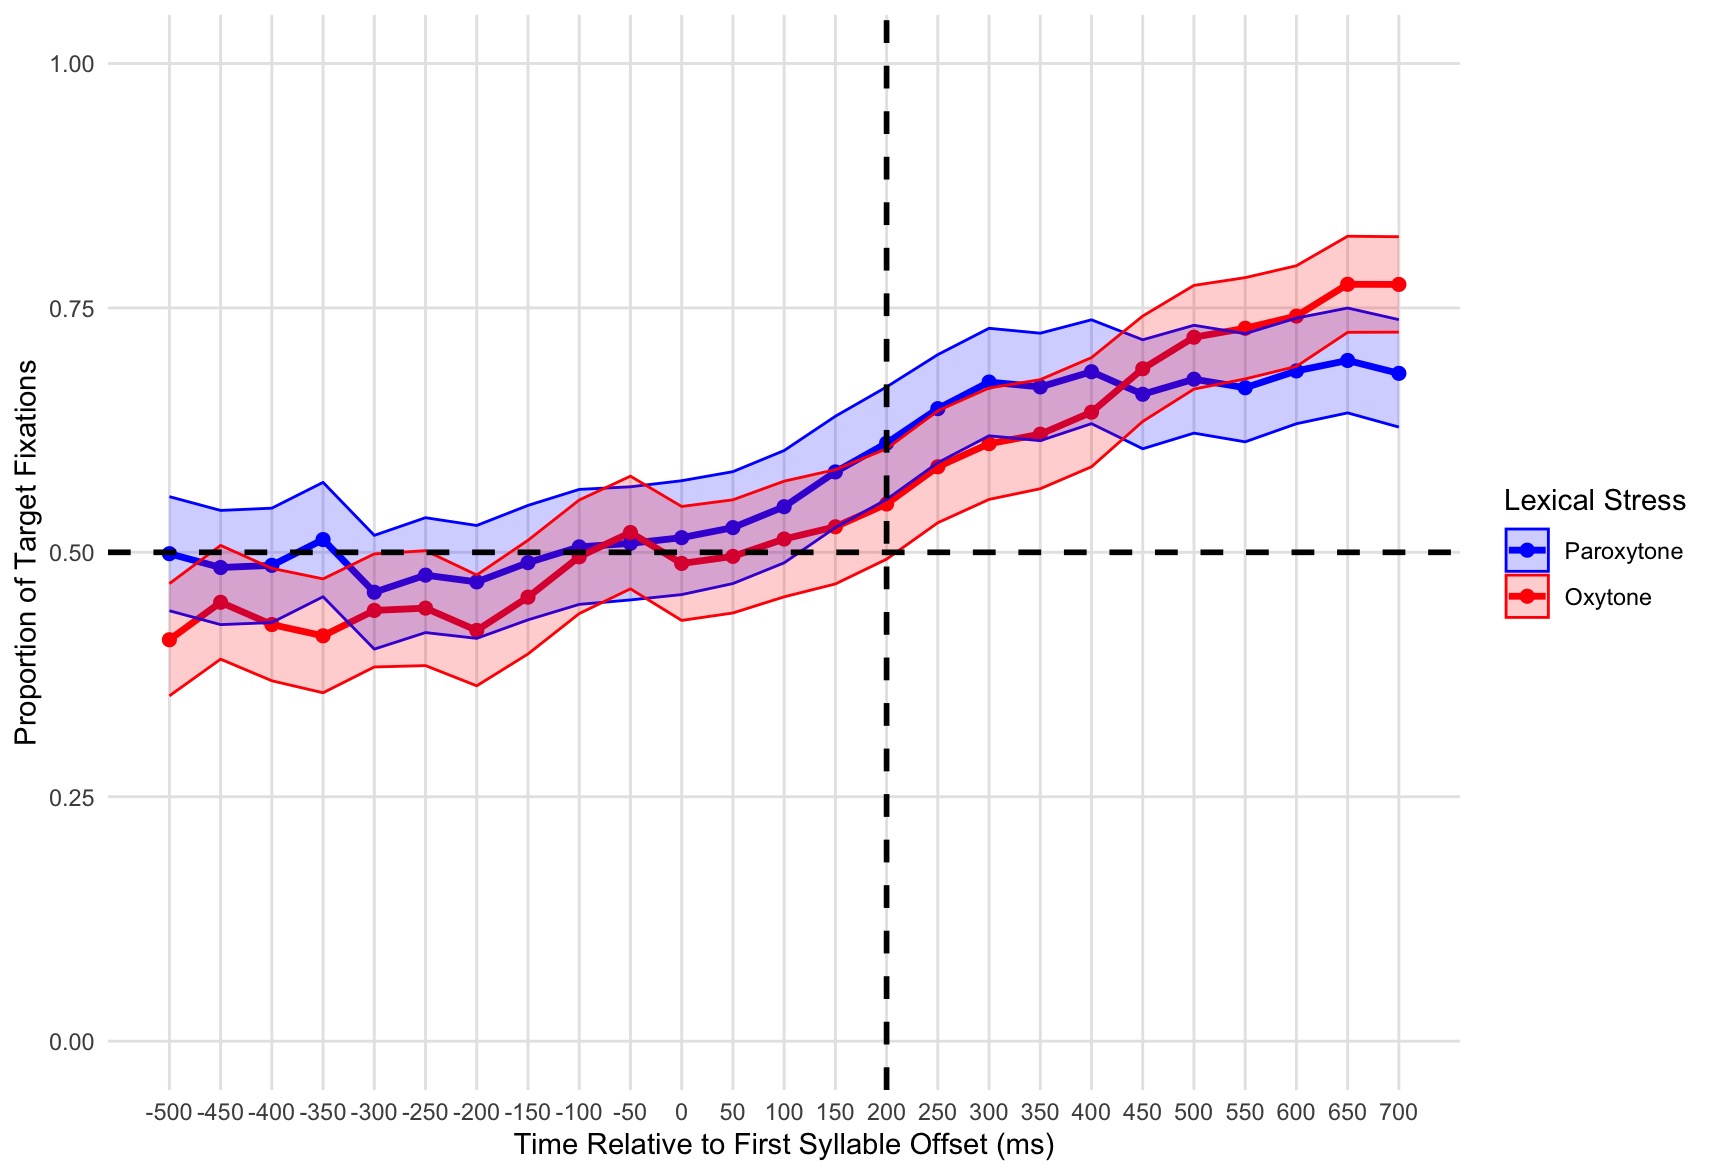 1.00
0.75
0.50
0.25
0.00
Proportion of Target Fixations
-500 -450 -400 -350 -300 -250 -200 -150 -100 -50 0 50 100 150 200 250 300 350 400 450 500 550 600 650 700
Time Relative to First Syllable Offset (ms)
Lexical Stress
Paroxytone
Oxytone